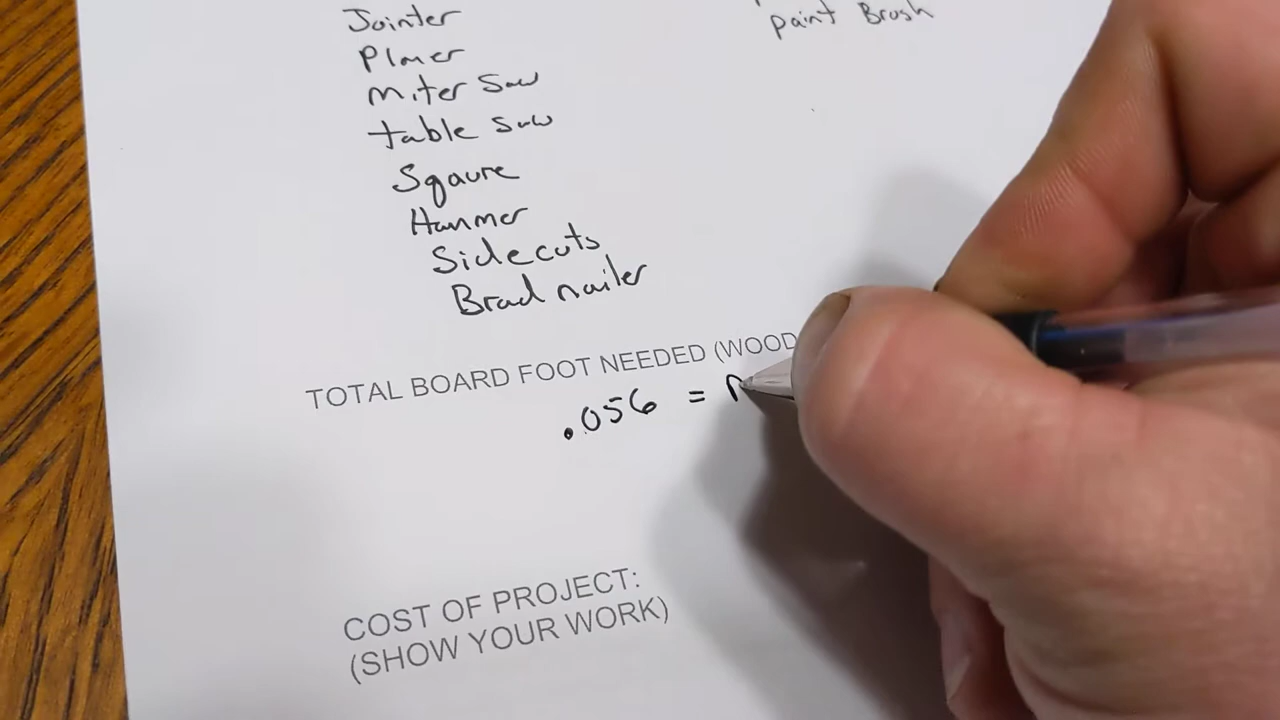 Jointer
Planer
Miter Saw
table saw
Sqaure
Hammer
Sidecuts
Brad nailer
paint Brush
TOTAL BOARD FOOT NEEDED (WOOD
.056 =
COST OF PROJECT:
(SHOW YOUR WORK)